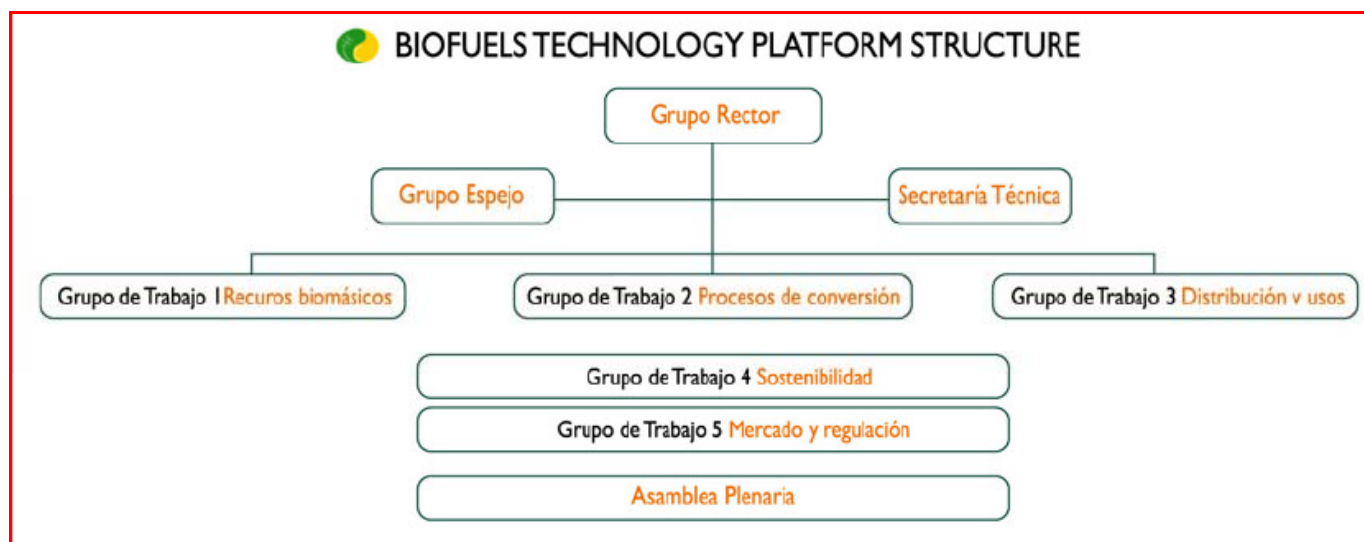 BIOFUELS TECHNOLOGY PLATFORM STRUCTURE
Grupo Rector
Grupo Espejo
Secretaría Técnica
Grupo de Trabajo 1 Recuros biomásicos
Grupo de Trabajo 2 Procesos de conversión
Grupo de Trabajo 3 Distribución y usos
Grupo de Trabajo 4 Sostenibilidad
Grupo de Trabajo 5 Mercado y regulación
Asamblea Plenaria